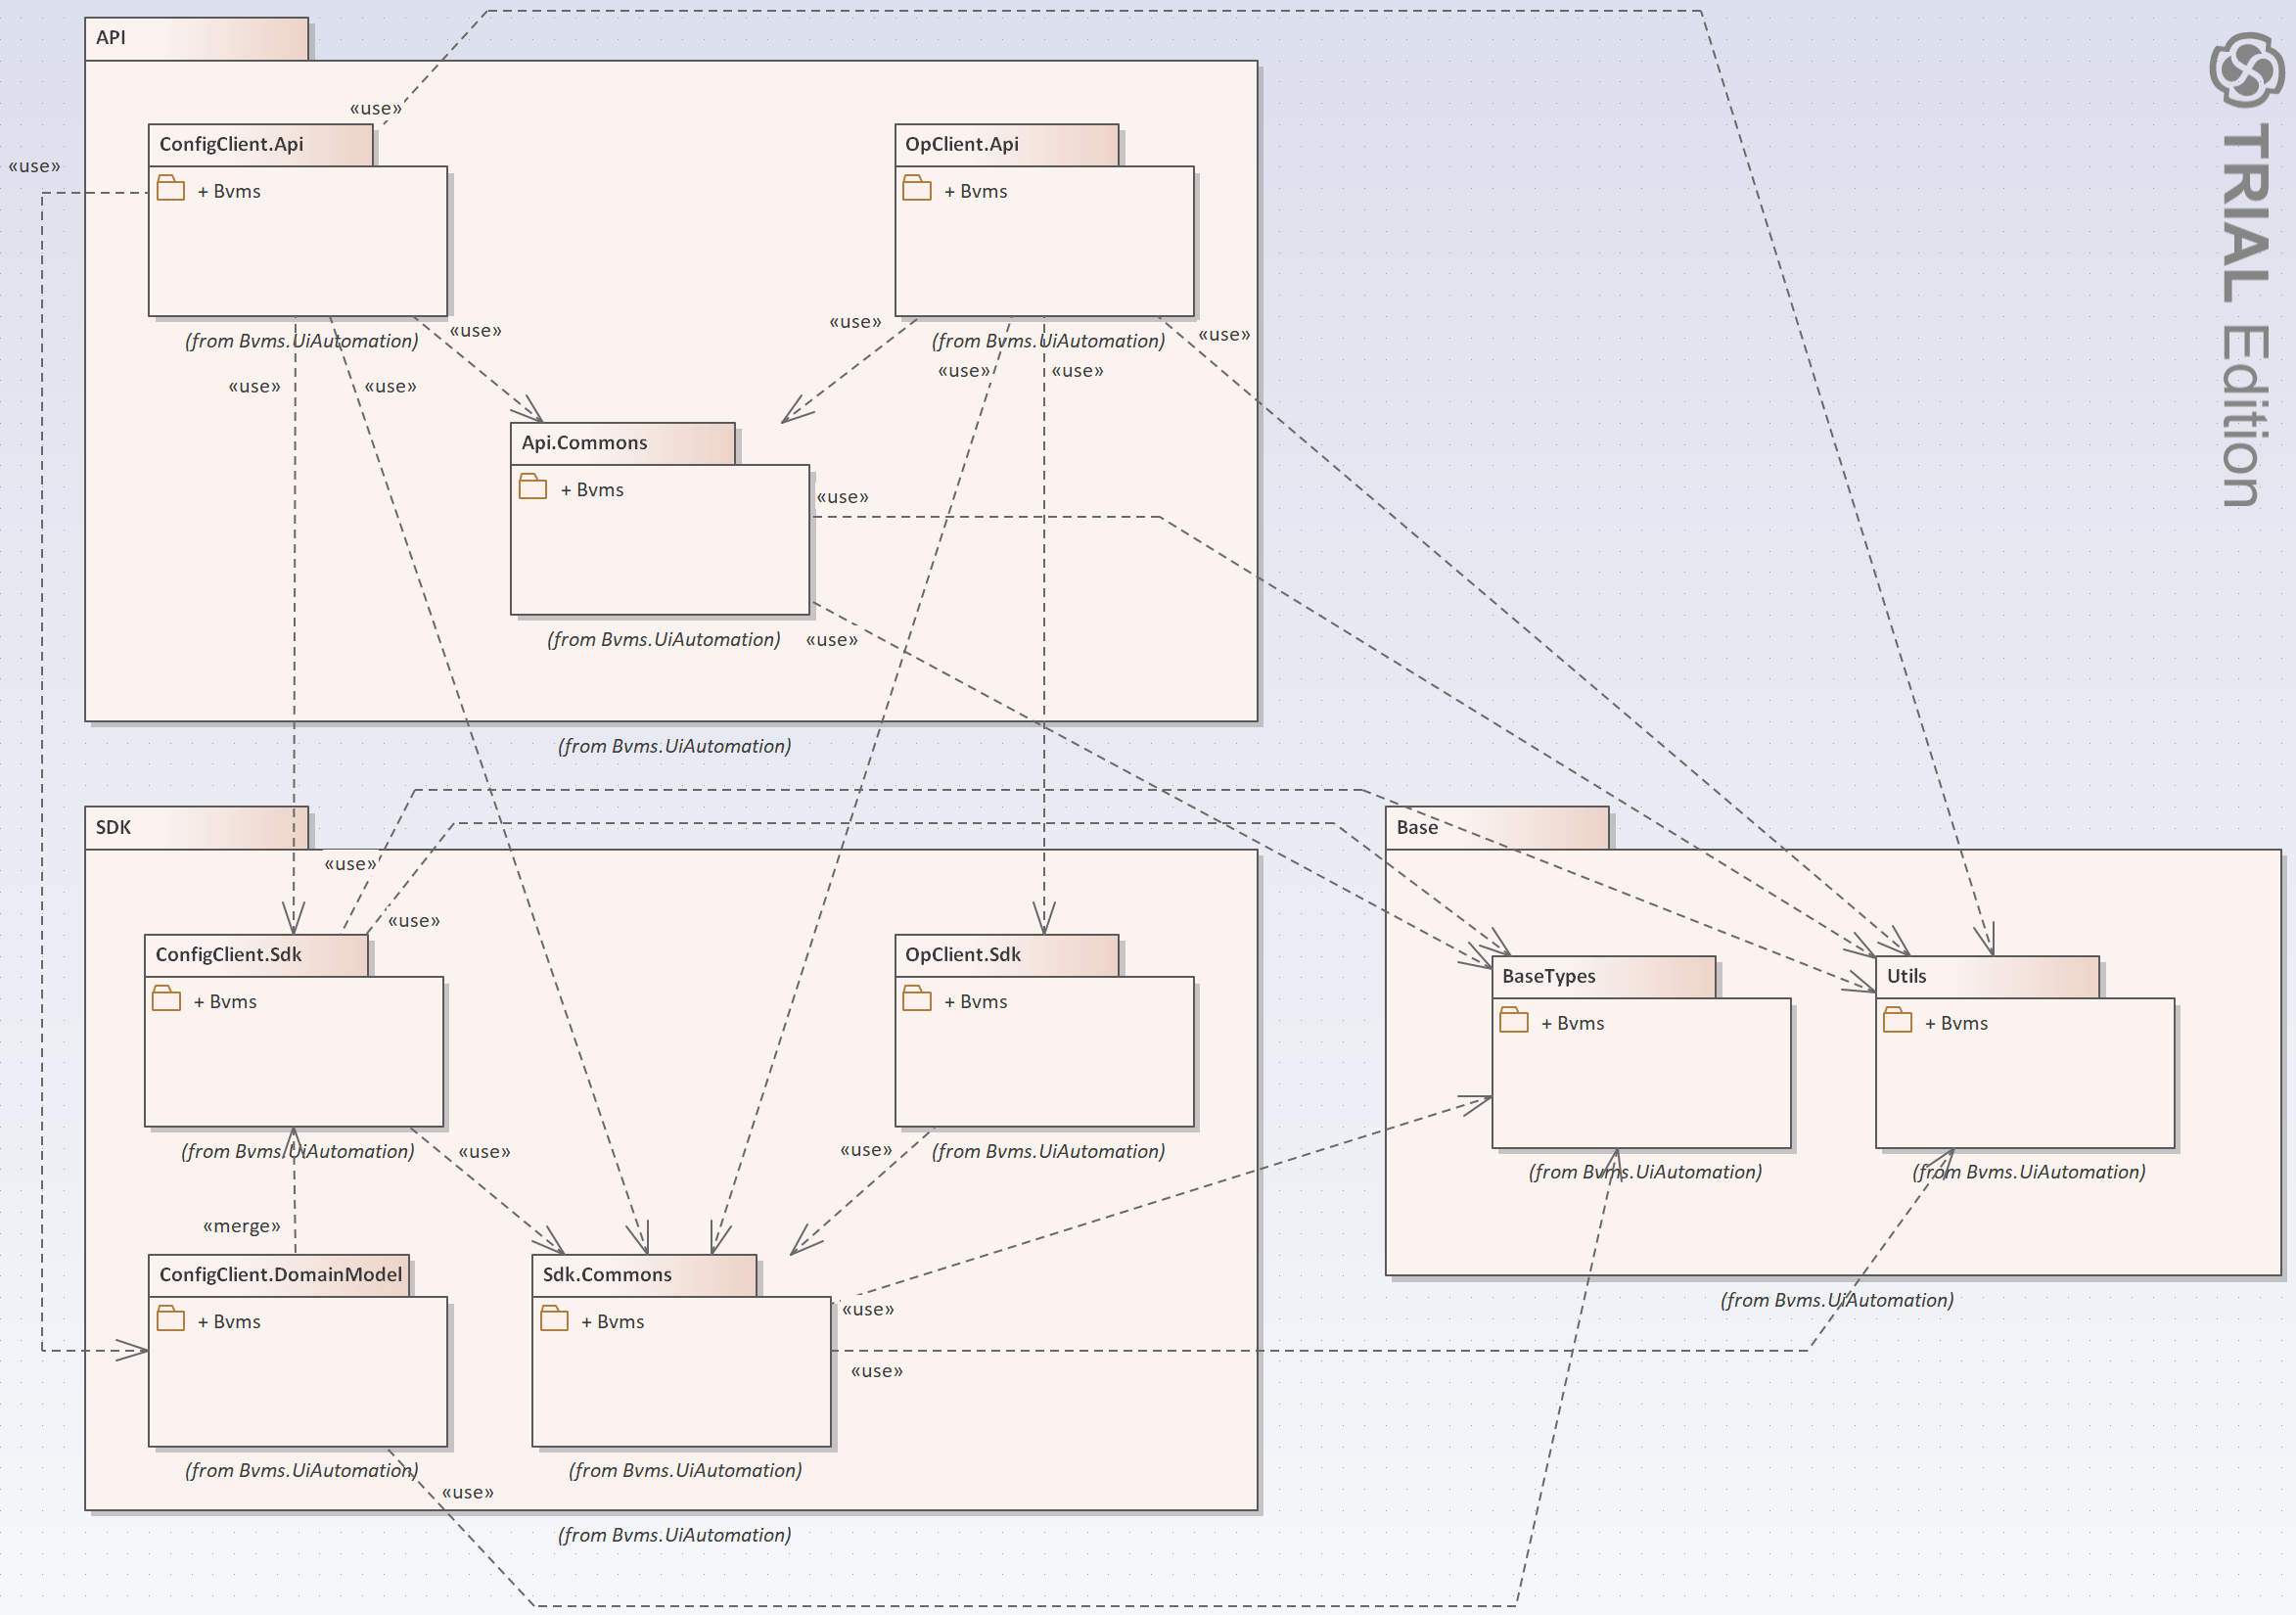 API
«use»
ConfigClient.Api
+ Bvms
(from Bvms.UiAutomation)
OpClient.Api
+ Bvms
(from Bvms.UiAutomation)
«use»
«use»
«use»
«use»
«use»
«use»
«use»
«use»
Api.Commons
+ Bvms
(from Bvms.UiAutomation)
«use»
«use»
(from Bvms.UiAutomation)
SDK
«use»
«use»
ConfigClient.Sdk
+ Bvms
(from Bvms.UiAutomation)
OpClient.Sdk
+ Bvms
(from Bvms.UiAutomation)
«use»
«use»
«merge»
ConfigClient.DomainModel
+ Bvms
(from Bvms.UiAutomation)
Sdk.Commons
+ Bvms
(from Bvms.UiAutomation)
«use»
«use»
«use»
(from Bvms.UiAutomation)
Base
BaseTypes
+ Bvms
(from Bvms.UiAutomation)
Utils
+ Bvms
(from Bvms.UiAutomation)
(from Bvms.UiAutomation)
TRIAL Edition